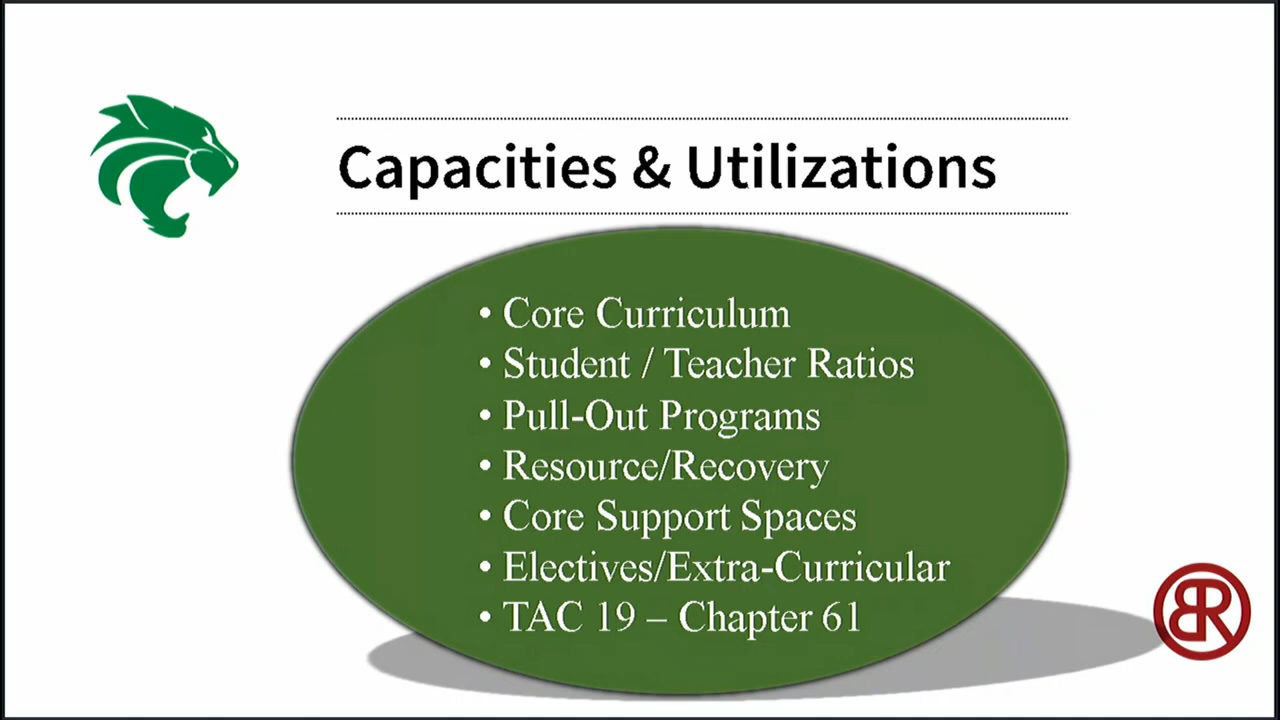 Capacities & Utilizations
• Core Curriculum
• Student / Teacher Ratios
• Pull-Out Programs
• Resource/Recovery
• Core Support Spaces
• Electives/Extra-Curricular
• TAC 19 – Chapter 61
BR